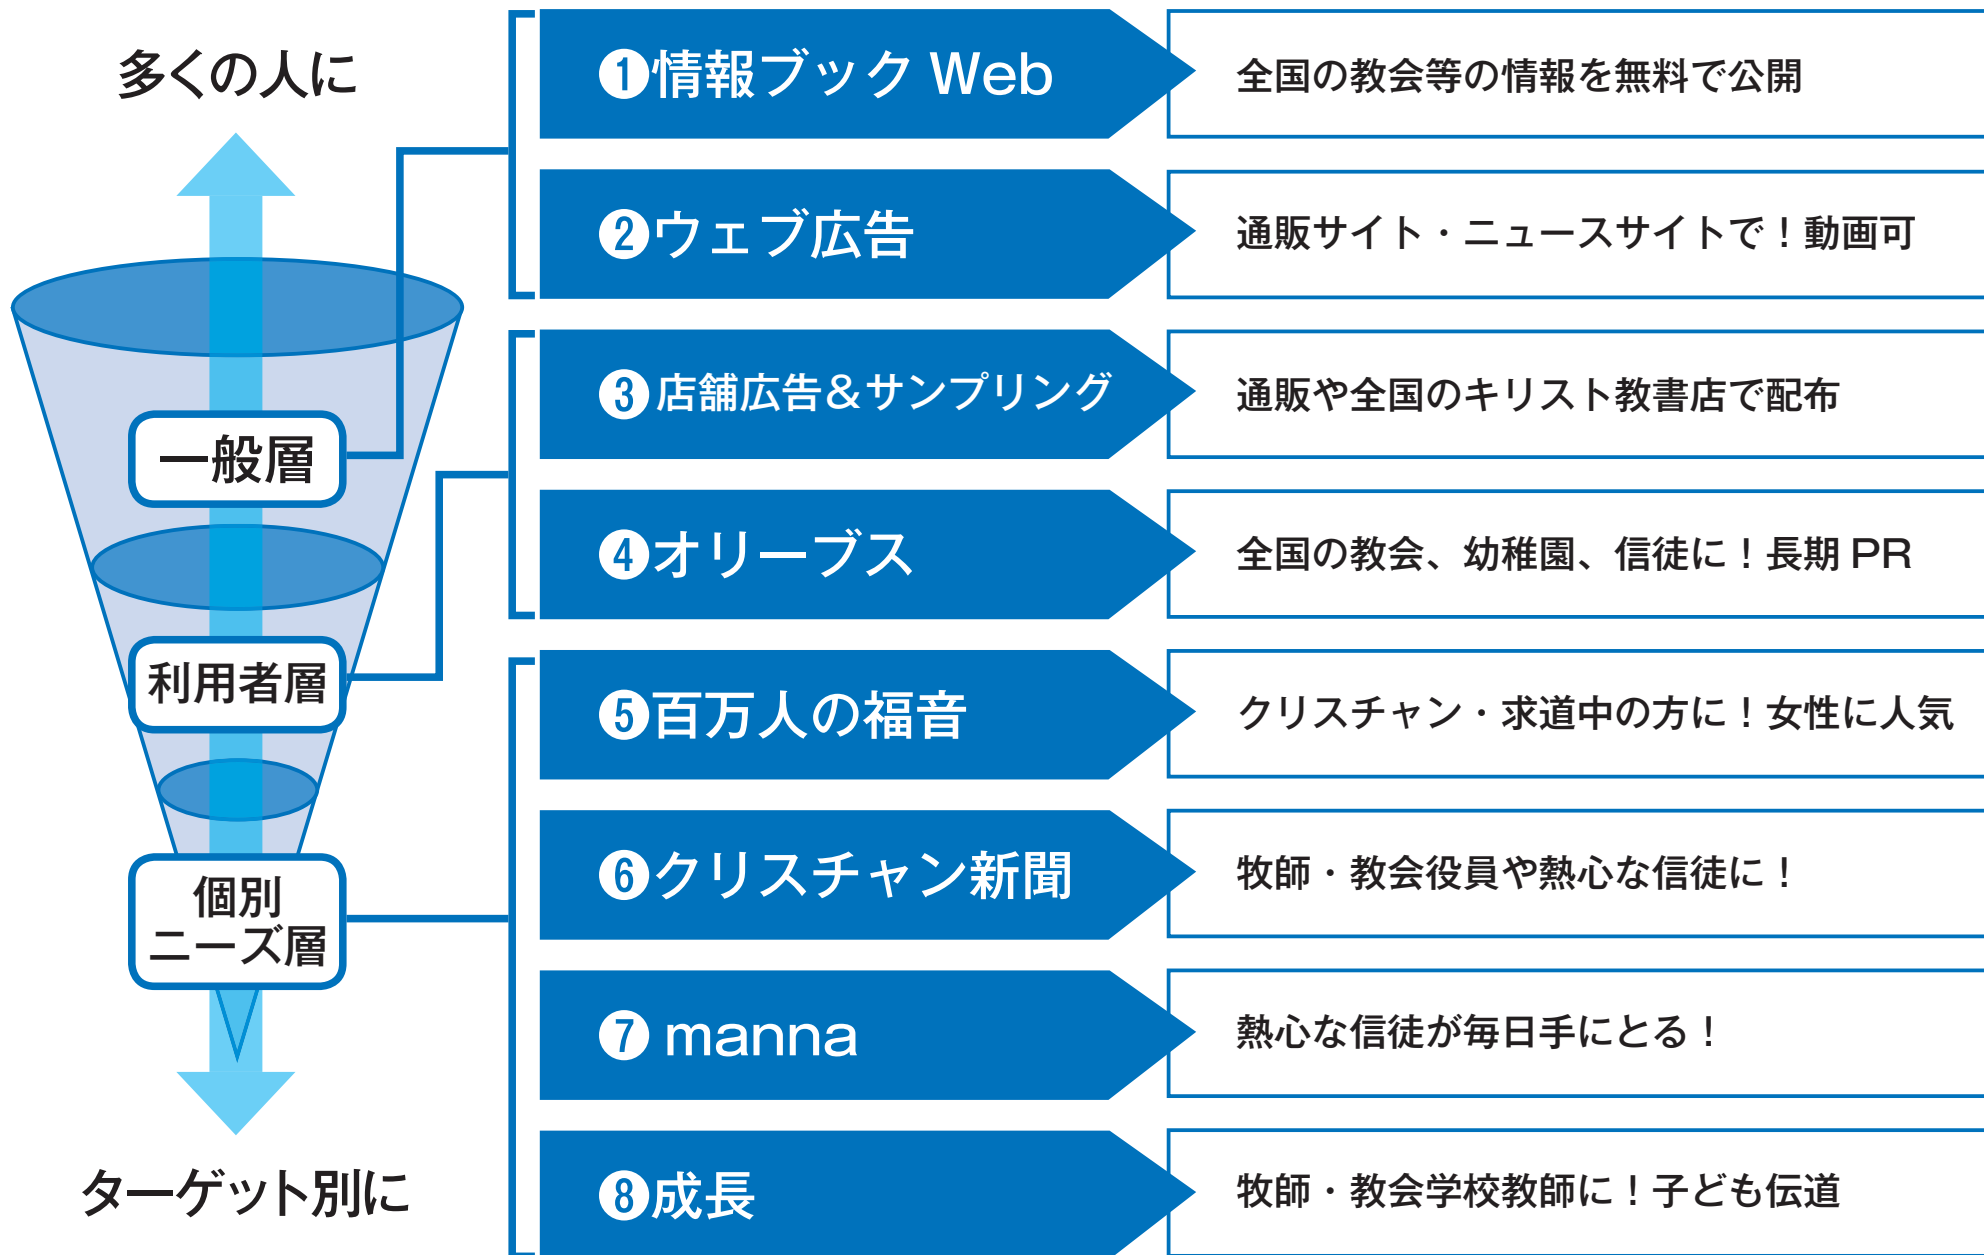 多くの人に
一般層
利用者層
個別
ニーズ層
ターゲット別に
❶情報ブック Web
全国の教会等の情報を無料で公開
❷ウェブ広告
通販サイト・ニュースサイトで！動画可
❸店舗広告＆サンプリング
通販や全国のキリスト教書店で配布
❹オリーブス
全国の教会、幼稚園、信徒に！長期 PR
❺百万人の福音
クリスチャン・求道中の方に！女性に人気
❻クリスチャン新聞
牧師・教会役員や熱心な信徒に！
❼ manna
熱心な信徒が毎日手にとる！
❽成長
牧師・教会学校教師に！子ども伝道